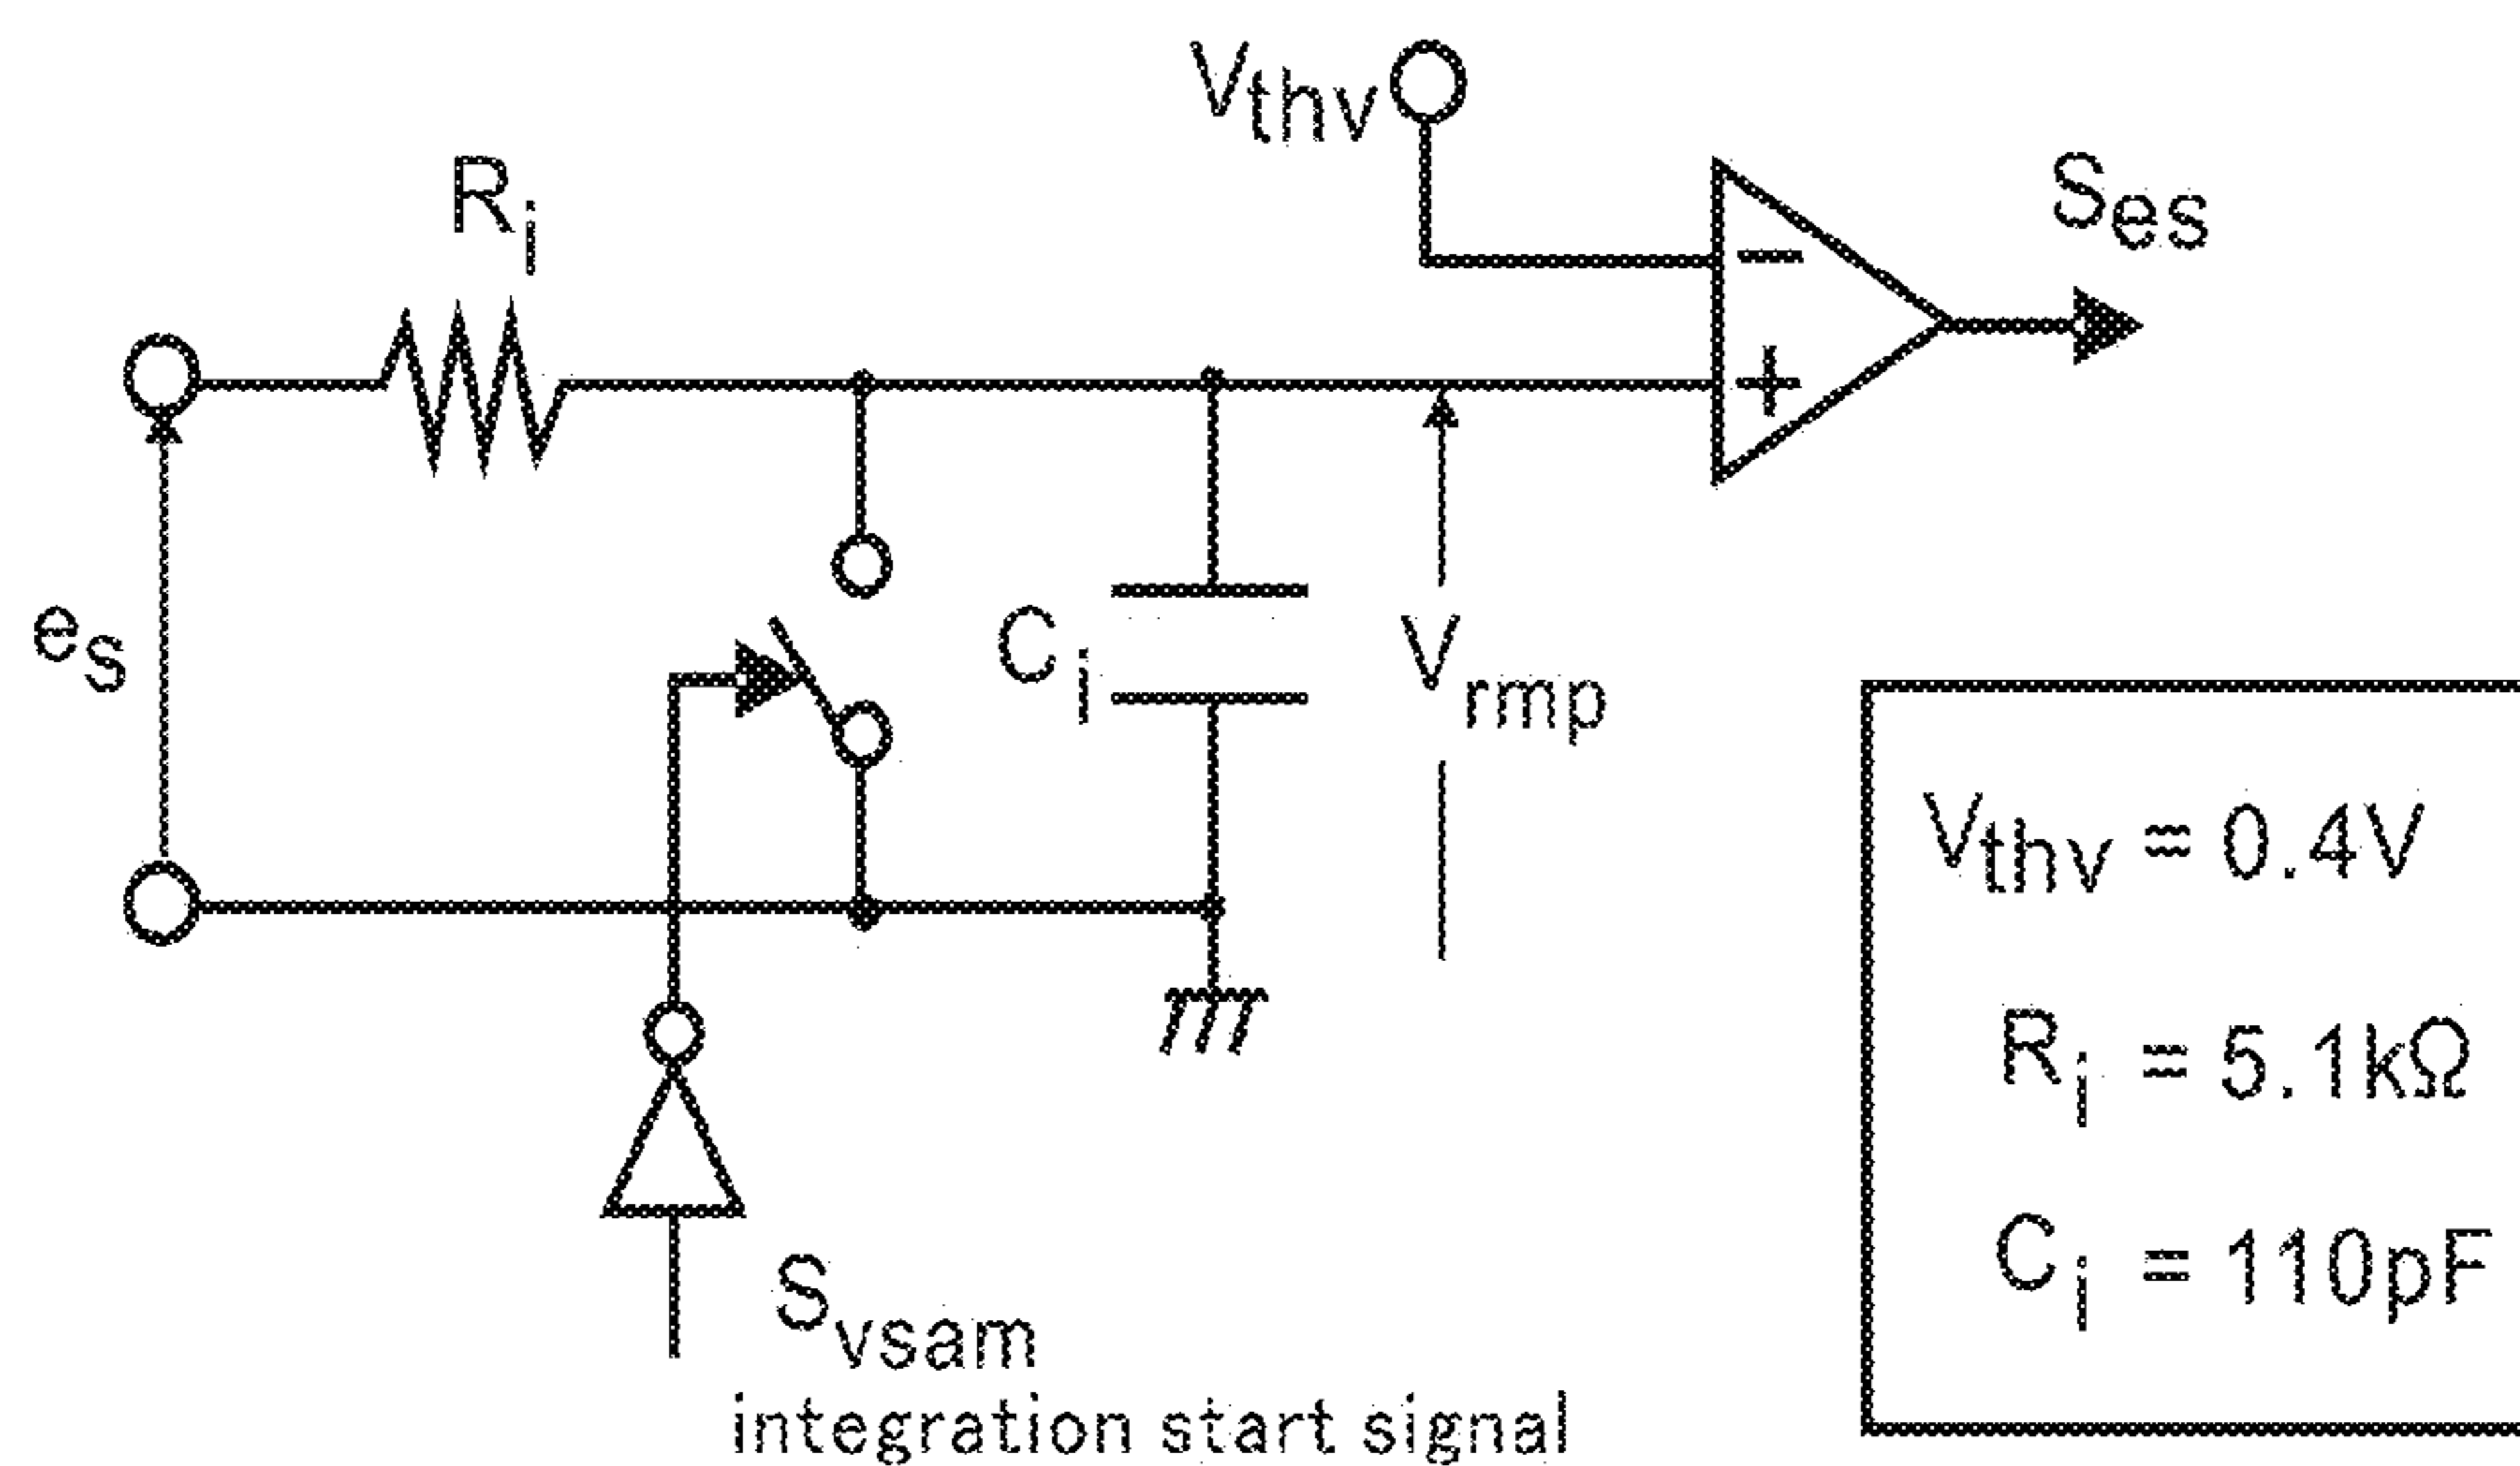 Vthv
Ri
Ses
−
+
es
Ci
Vrmp
Vthv = 0.4V
Ri = 5.1kΩ
Ci = 110pF
Svsam
integration start signal